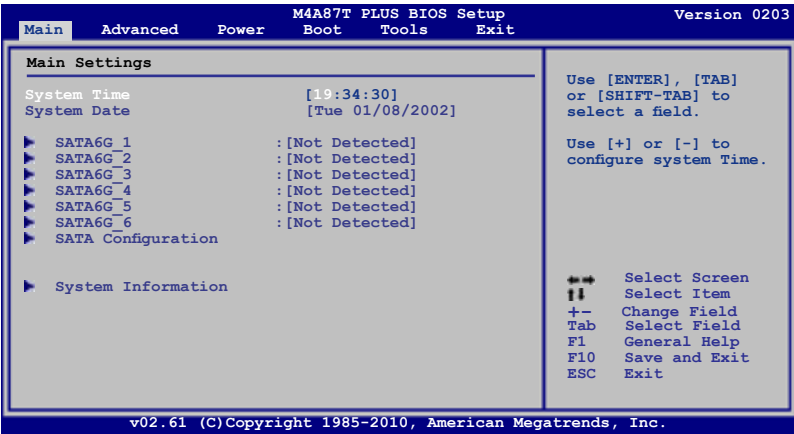 M4A87T PLUS BIOS Setup Version 0203
Main Advanced Power Boot Tools Exit
Main Settings
System Time [19:34:30]
System Date [Tue 01/08/2002]
SATA6G_1 :[Not Detected]
SATA6G_2 :[Not Detected]
SATA6G_3 :[Not Detected]
SATA6G_4 :[Not Detected]
SATA6G_5 :[Not Detected]
SATA6G_6 :[Not Detected]
SATA Configuration
System Information
Use [ENTER], [TAB]
or [SHIFT-TAB] to
select a field.
Use [+] or [-] to
configure system Time.
←→ Select Screen
↑↓ Select Item
+- Change Field
Tab Select Field
F1 General Help
F10 Save and Exit
ESC Exit
v02.61 (C)Copyright 1985-2010, American Megatrends, Inc.